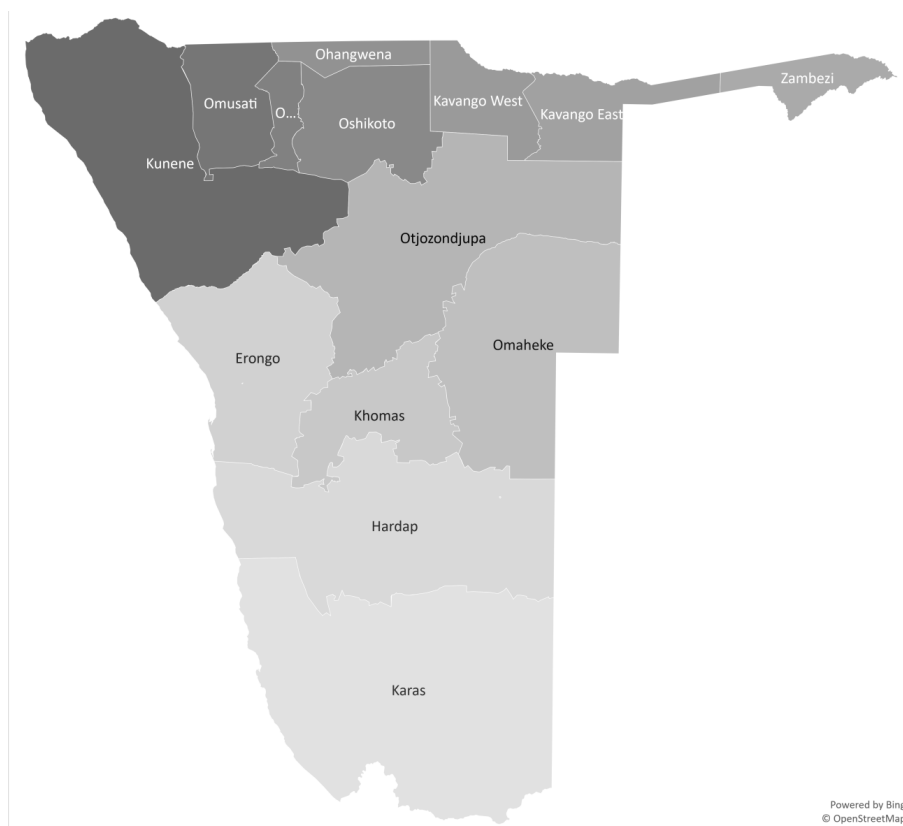 Ohangwena
Zambezi
Omusati
O...
Oshikoto
Kavango West
Kavango East
Kunene
Otjozondjupa
Omaheke
Erongo
Khomas
Hardap
Karas
Powered by Bing
© OpenStreetMap